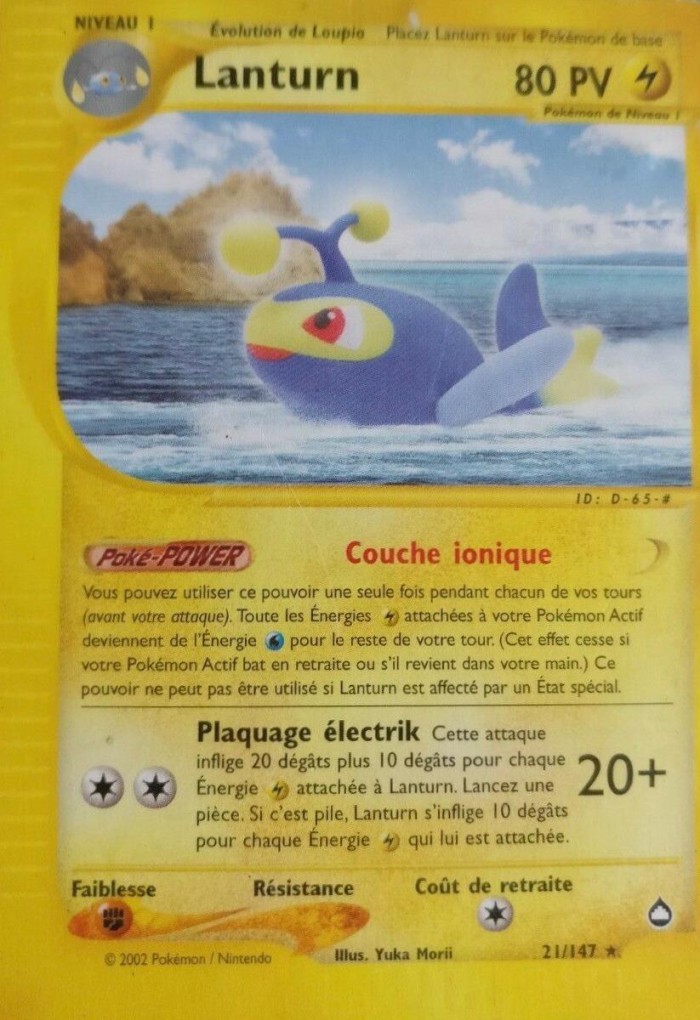 NIVEAU 1 Évolution de Loupio Placez Lanturn sur le Pokémon de base
Lanturn 80 PV
Pokémon de Niveau 1
ID: D-65-#
Poké-POWER Couche ionique
Vous pouvez utiliser ce pouvoir une seule fois pendant chacun de vos tours
(avant votre attaque). Toute les Énergies attachées à votre Pokémon Actif
deviennent de l'Énergie pour le reste de votre tour. (Cet effet cesse si
votre Pokémon Actif bat en retraite ou s'il revient dans votre main.) Ce
pouvoir ne peut pas être utilisé si Lanturn est affecté par un État spécial.
Plaquage électrik Cette attaque
inflige 20 dégâts plus 10 dégâts pour chaque
Énergie attachée à Lanturn. Lancez une
pièce. Si c'est pile, Lanturn s'inflige 10 dégâts
pour chaque Énergie qui lui est attachée.
20+
Faiblesse Résistance Coût de retraite
© 2002 Pokémon / Nintendo Illus. Yuka Morii 21/147 ★